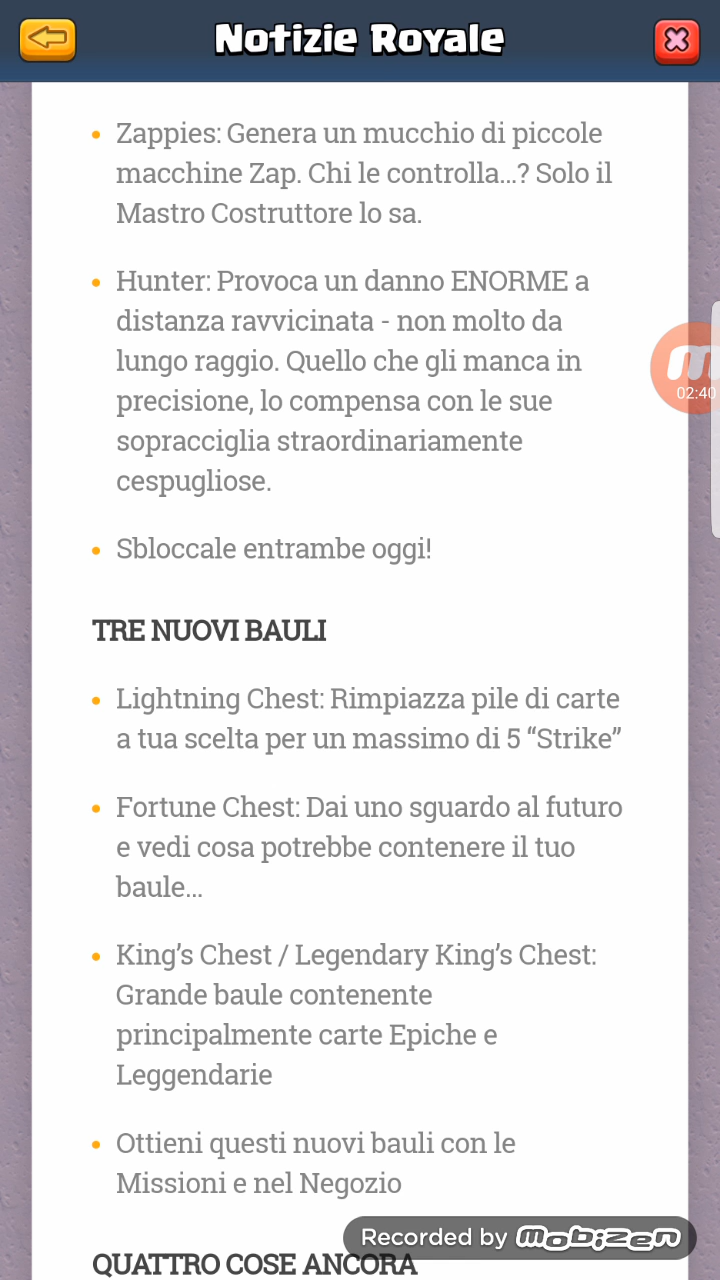 Notizie Royale
Zappies: Genera un mucchio di piccole
macchine Zap. Chi le controlla...? Solo il
Mastro Costruttore lo sa.
Hunter: Provoca un danno ENORME a
distanza ravvicinata - non molto da
lungo raggio. Quello che gli manca in
precisione, lo compensa con le sue
sopracciglia straordinariamente
cespugliose.
02:40
Sbloccale entrambe oggi!
TRE NUOVI BAULI
Lightning Chest: Rimpiazza pile di carte
a tua scelta per un massimo di 5 “Strike”
Fortune Chest: Dai uno sguardo al futuro
e vedi cosa potrebbe contenere il tuo
baule...
King’s Chest / Legendary King’s Chest:
Grande baule contenente
principalmente carte Epiche e
Leggendarie
Ottieni questi nuovi bauli con le
Missioni e nel Negozio
Recorded by mobizen
QUATTRO COSE ANCORA